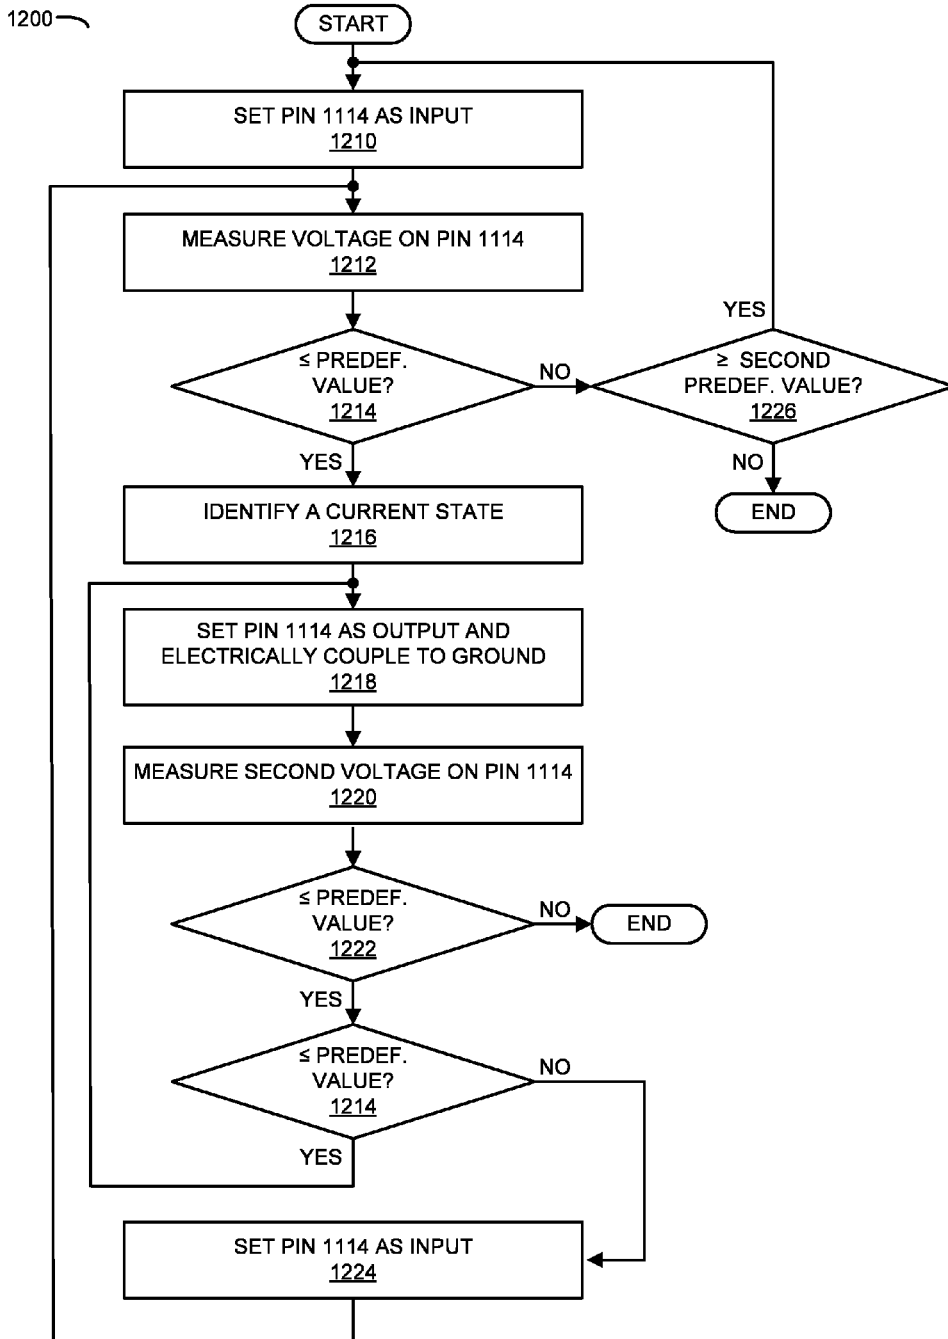 1200
START
SET PIN 1114 AS INPUT
1210
MEASURE VOLTAGE ON PIN 1114
1212
≤ PREDEF.
VALUE?
1214
NO
YES
≥ SECOND
PREDEF. VALUE?
1226
YES
NO
END
IDENTIFY A CURRENT STATE
1216
SET PIN 1114 AS OUTPUT AND
ELECTRICALLY COUPLE TO GROUND
1218
MEASURE SECOND VOLTAGE ON PIN 1114
1220
≤ PREDEF.
VALUE?
1222
NO
END
YES
≤ PREDEF.
VALUE?
1214
NO
YES
SET PIN 1114 AS INPUT
1224